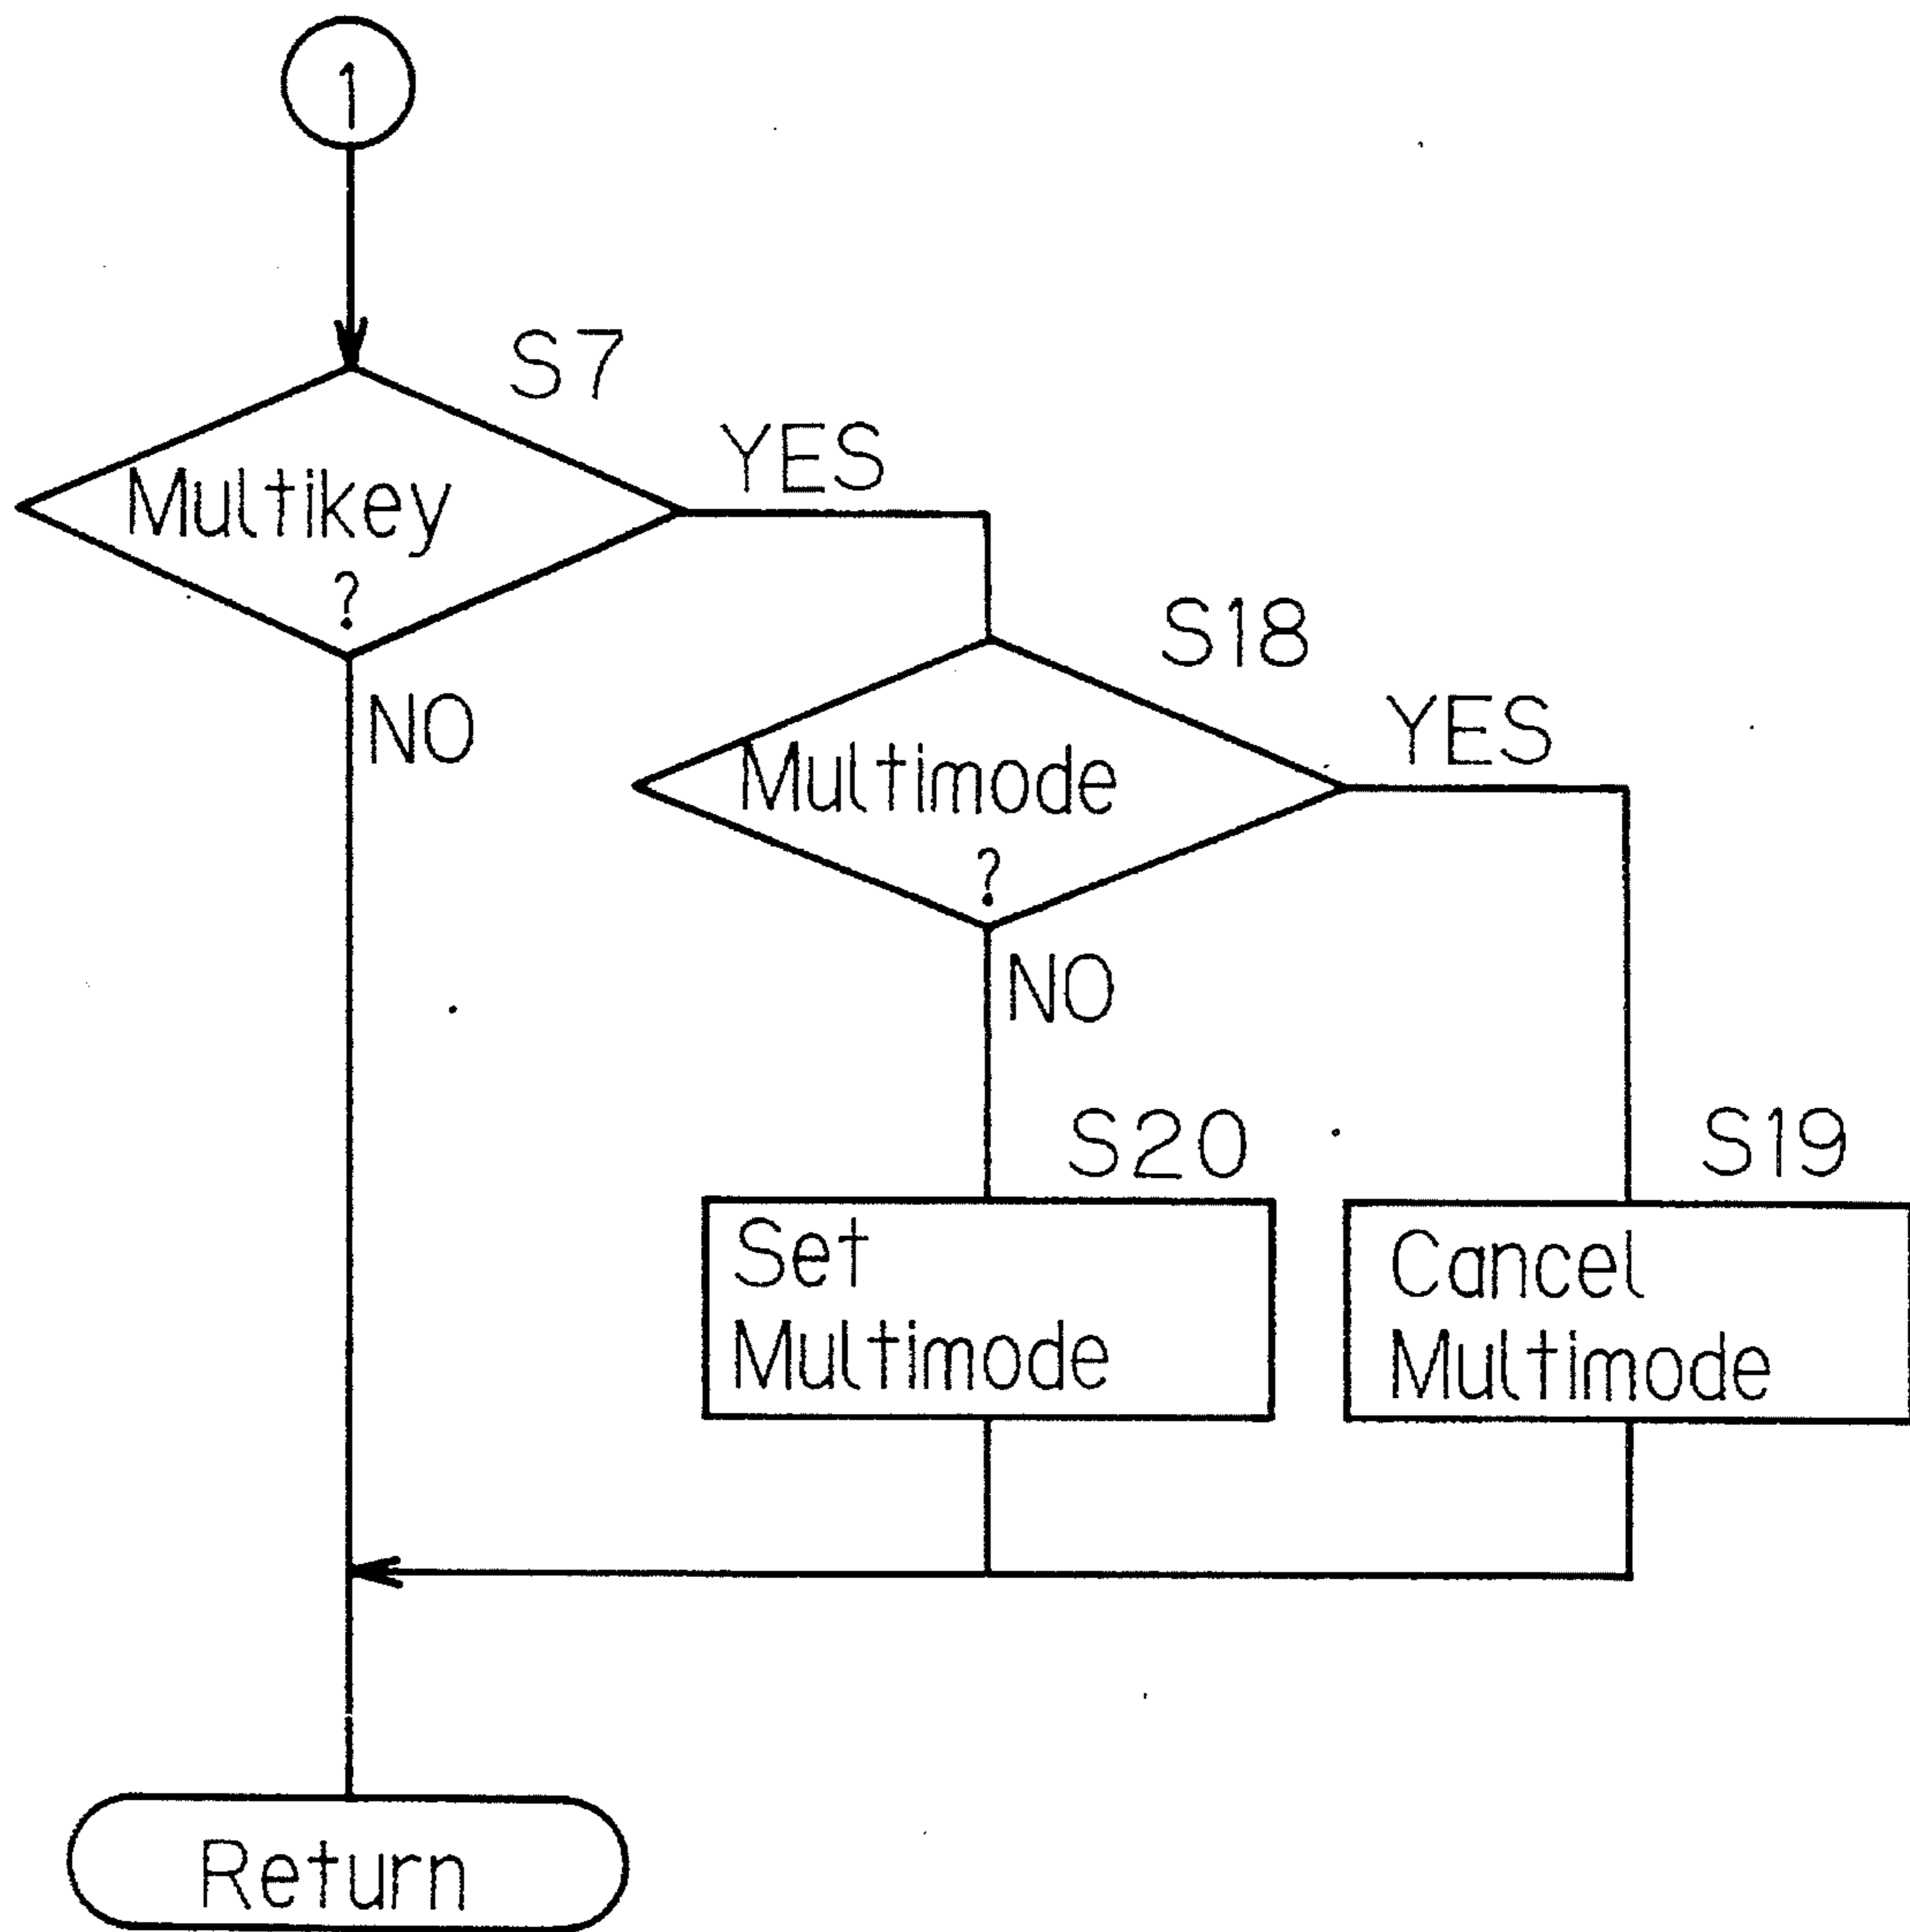 1
S7
YES
Multikey
?
NO
S18
YES
Multimode
?
NO
S20
S19
Set
Multimode
Cancel
Multimode
Return